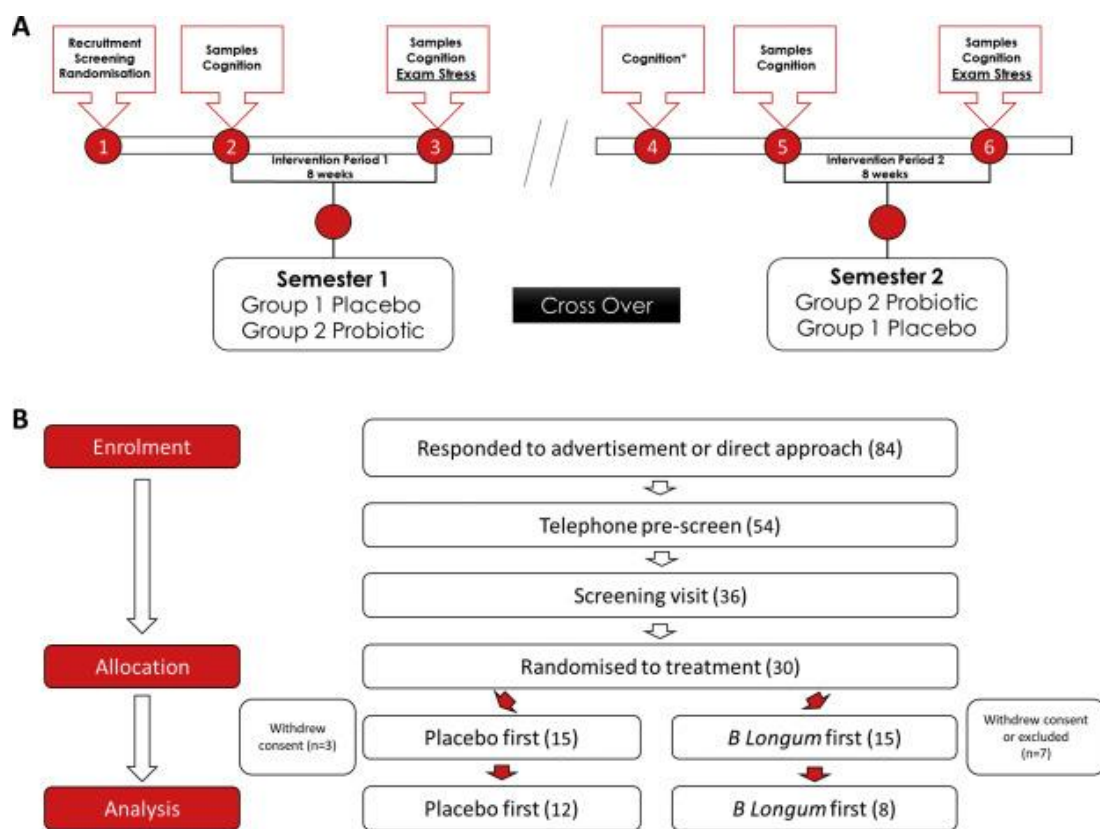 A
Recruitment
Screening
Randomisation
Samples
Cognition
Samples
Cognition
Exam Stress
Cognition*
Samples
Cognition
Samples
Cognition
Exam Stress
1
2
3
4
5
6
Intervention Period 1
8 weeks
Intervention Period 2
8 weeks
Semester 1
Group 1 Placebo
Group 2 Probiotic
Cross Over
Semester 2
Group 2 Probiotic
Group 1 Placebo
B
Enrolment
Responded to advertisement or direct approach (84)
Telephone pre-screen (54)
Screening visit (36)
Allocation
Randomised to treatment (30)
Withdrew
consent (n=3)
Placebo first (15)
B Longum first (15)
Withdrew consent
or excluded
(n=7)
Analysis
Placebo first (12)
B Longum first (8)